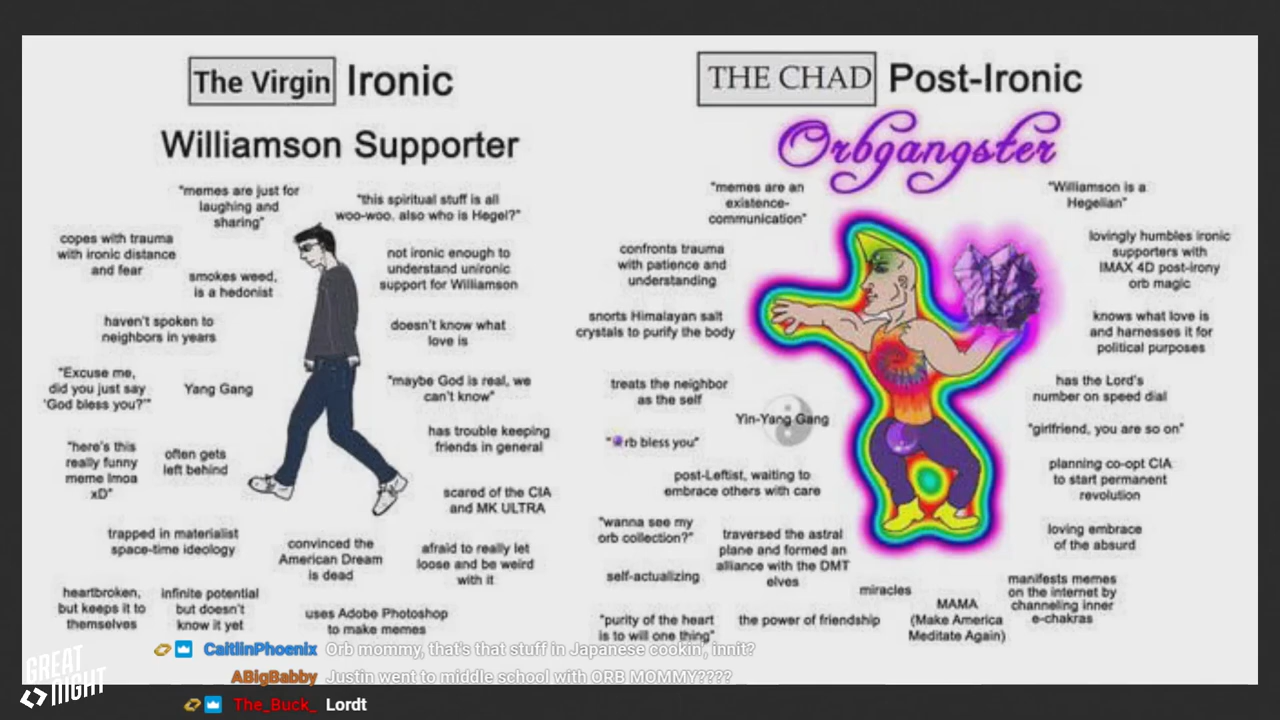 The Virgin Ironic
Williamson Supporter
"memes are just for
laughing and
sharing"
"this spiritual stuff is all
woo-woo, also who is Hegel?"
copes with trauma
with ironic distance
and fear
smokes weed,
is a hedonist
not ironic enough to
understand unironic
support for Williamson
haven't spoken to
neighbors in years
doesn't know what
love is
"Excuse me,
did you just say
'God bless you?'"
Yang Gang
"maybe God is real, we
can't know"
"here's this
really funny
meme lmoa
xD"
often gets
left behind
has trouble keeping
friends in general
scared of the CIA
and MK ULTRA
trapped in materialist
space-time ideology
convinced the
American Dream
is dead
afraid to really let
loose and be weird
with it
heartbroken,
but keeps it to
themselves
infinite potential
but doesn't
know it yet
uses Adobe Photoshop
to make memes
THE CHAD Post-Ironic
Orbgangster
"memes are an
existence-
communication"
"Williamson is a
Hegelian"
confronts trauma
with patience and
understanding
lovingly humbles ironic
supporters with
IMAX 4D post-irony
orb magic
snorts Himalayan salt
crystals to purify the body
knows what love is
and harnesses it for
political purposes
treats the neighbor
as the self
Yin-Yang Gang
has the Lord's
number on speed dial
"rb bless you"
"girlfriend, you are so on"
post-Leftist, waiting to
embrace others with care
planning co-opt CIA
to start permanent
revolution
"wanna see my
orb collection?"
traversed the astral
plane and formed an
alliance with the DMT
elves
loving embrace
of the absurd
self-actualizing
miracles
manifests memes
on the internet by
channeling inner
e-chakras
"purity of the heart
is to will one thing"
the power of friendship
MAMA
(Make America
Meditate Again)
CaitlinPhoenix Orb mommy, that's that stuff in Japanese cookin', innit?
ABigBabby Justin went to middle school with ORB MOMMY????
The_Buck_ Lordt
GREAT
NIGHT